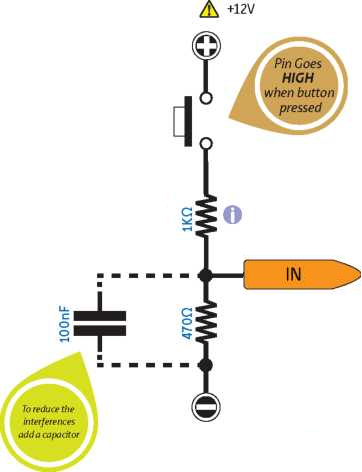 +12V
Pin Goes
HIGH
when button
pressed
1KΩ
i
IN
100nF
470Ω
To reduce the
interferences
add a capacitor